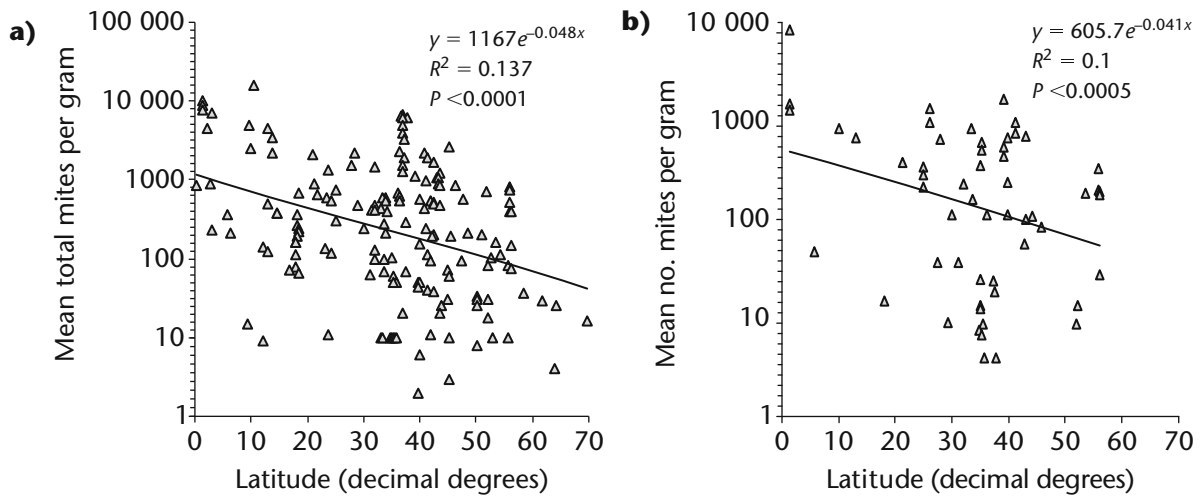 a)
Mean total mites per gram
100 000
10 000
1000
100
10
1
y = 1167e^{–0.048x}
R² = 0.137
P <0.0001
0 10 20 30 40 50 60 70
Latitude (decimal degrees)
b)
Mean no. mites per gram
10 000
1000
100
10
1
y = 605.7e^{–0.041x}
R² = 0.1
P <0.0005
0 10 20 30 40 50 60 70
Latitude (decimal degrees)